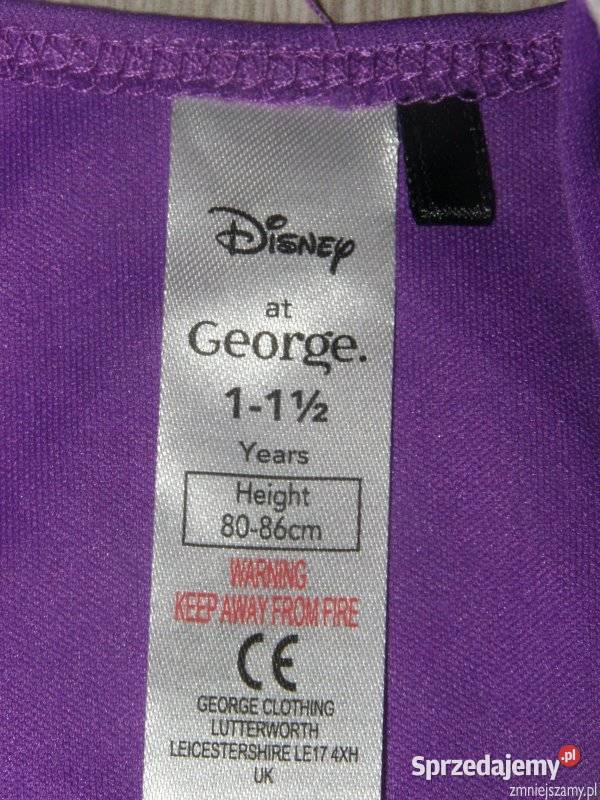 Disney
at
George.
1-1½
Years
Height
80-86cm
WARNING
KEEP AWAY FROM FIRE
CE
GEORGE CLOTHING
LUTTERWORTH
LEICESTERSHIRE LE17 4XH
UK
Sprzedajemy.pl
zmniejszamy.pl